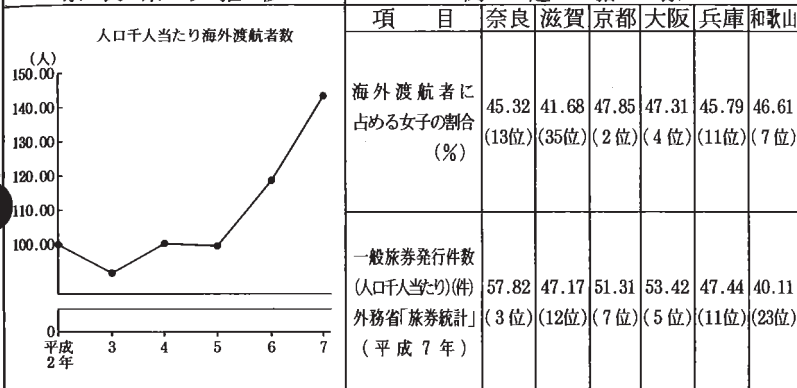 人口千人当たり海外渡航者数
(人)
150.00
140.00
130.00
120.00
110.00
100.00
0
平成 3 4 5 6 7
2年
項 目 奈良 滋賀 京都 大阪 兵庫 和歌山
海外渡航者に
占める女子の割合
(%)
45.32 41.68 47.85 47.31 45.79 46.61
(13位) (35位) (2位) (4位) (11位) (7位)
一般旅券発行件数
(人口千人当たり)(件) 57.82 47.17 51.31 53.42 47.44 40.11
外務省「旅券統計」 (3位) (12位) (7位) (5位) (11位) (23位)
(平成7年)